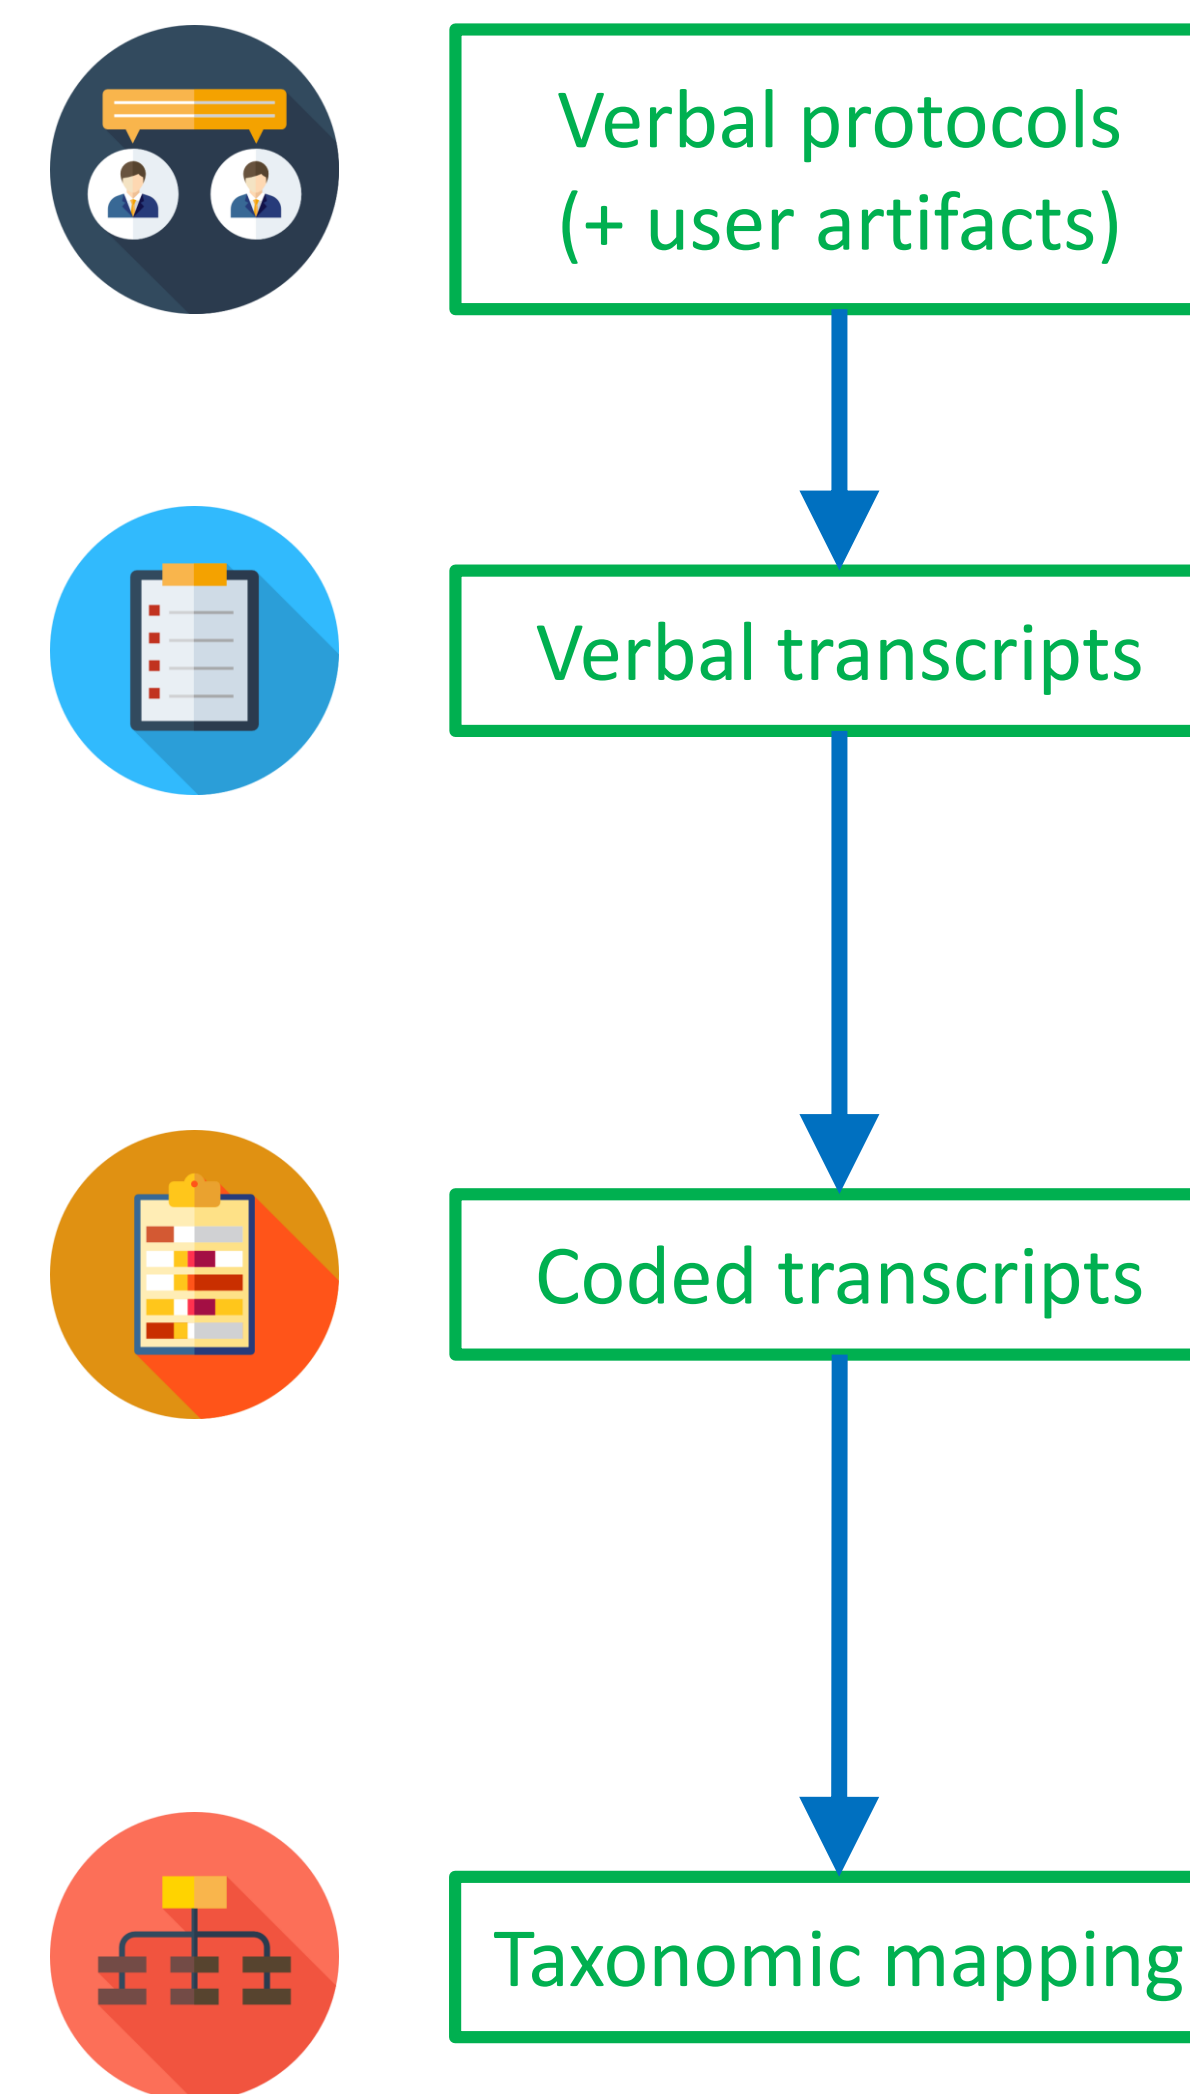 Verbal protocols
(+ user artifacts)
Verbal transcripts
Coded transcripts
Taxonomic mapping